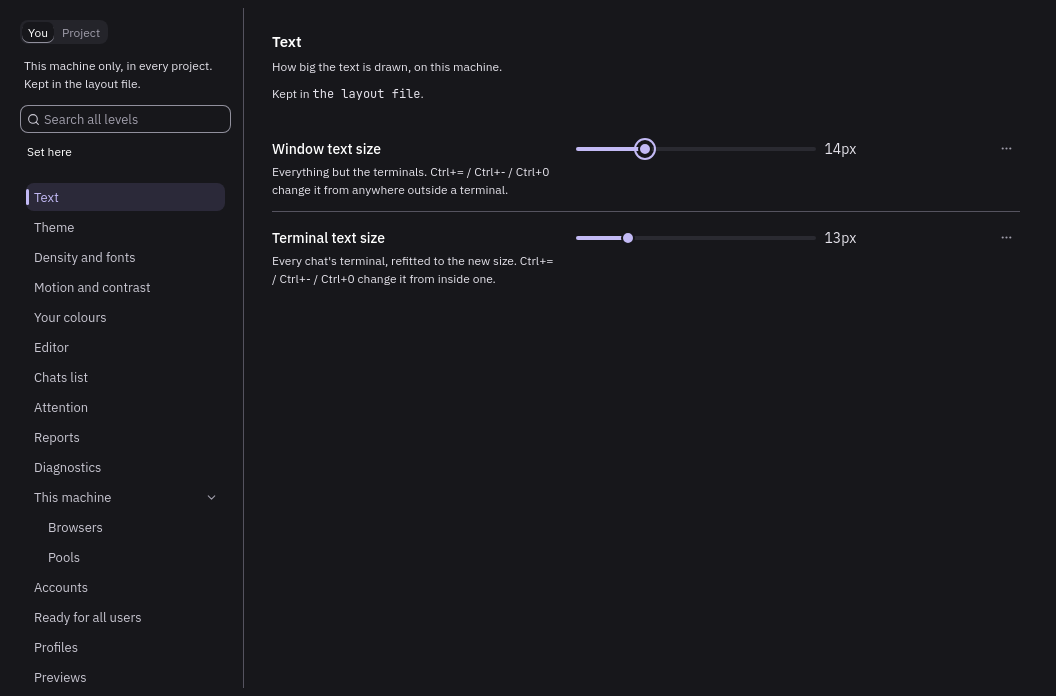 You Project
This machine only, in every project.
Kept in the layout file.
Search all levels
Set here
Text
Theme
Density and fonts
Motion and contrast
Your colours
Editor
Chats list
Attention
Reports
Diagnostics
This machine
Browsers
Pools
Accounts
Ready for all users
Profiles
Previews
Text
How big the text is drawn, on this machine.
Kept in the layout file.
Window text size
14px
Everything but the terminals. Ctrl+= / Ctrl+- / Ctrl+0
change it from anywhere outside a terminal.
Terminal text size
13px
Every chat's terminal, refitted to the new size. Ctrl+=
/ Ctrl+- / Ctrl+0 change it from inside one.